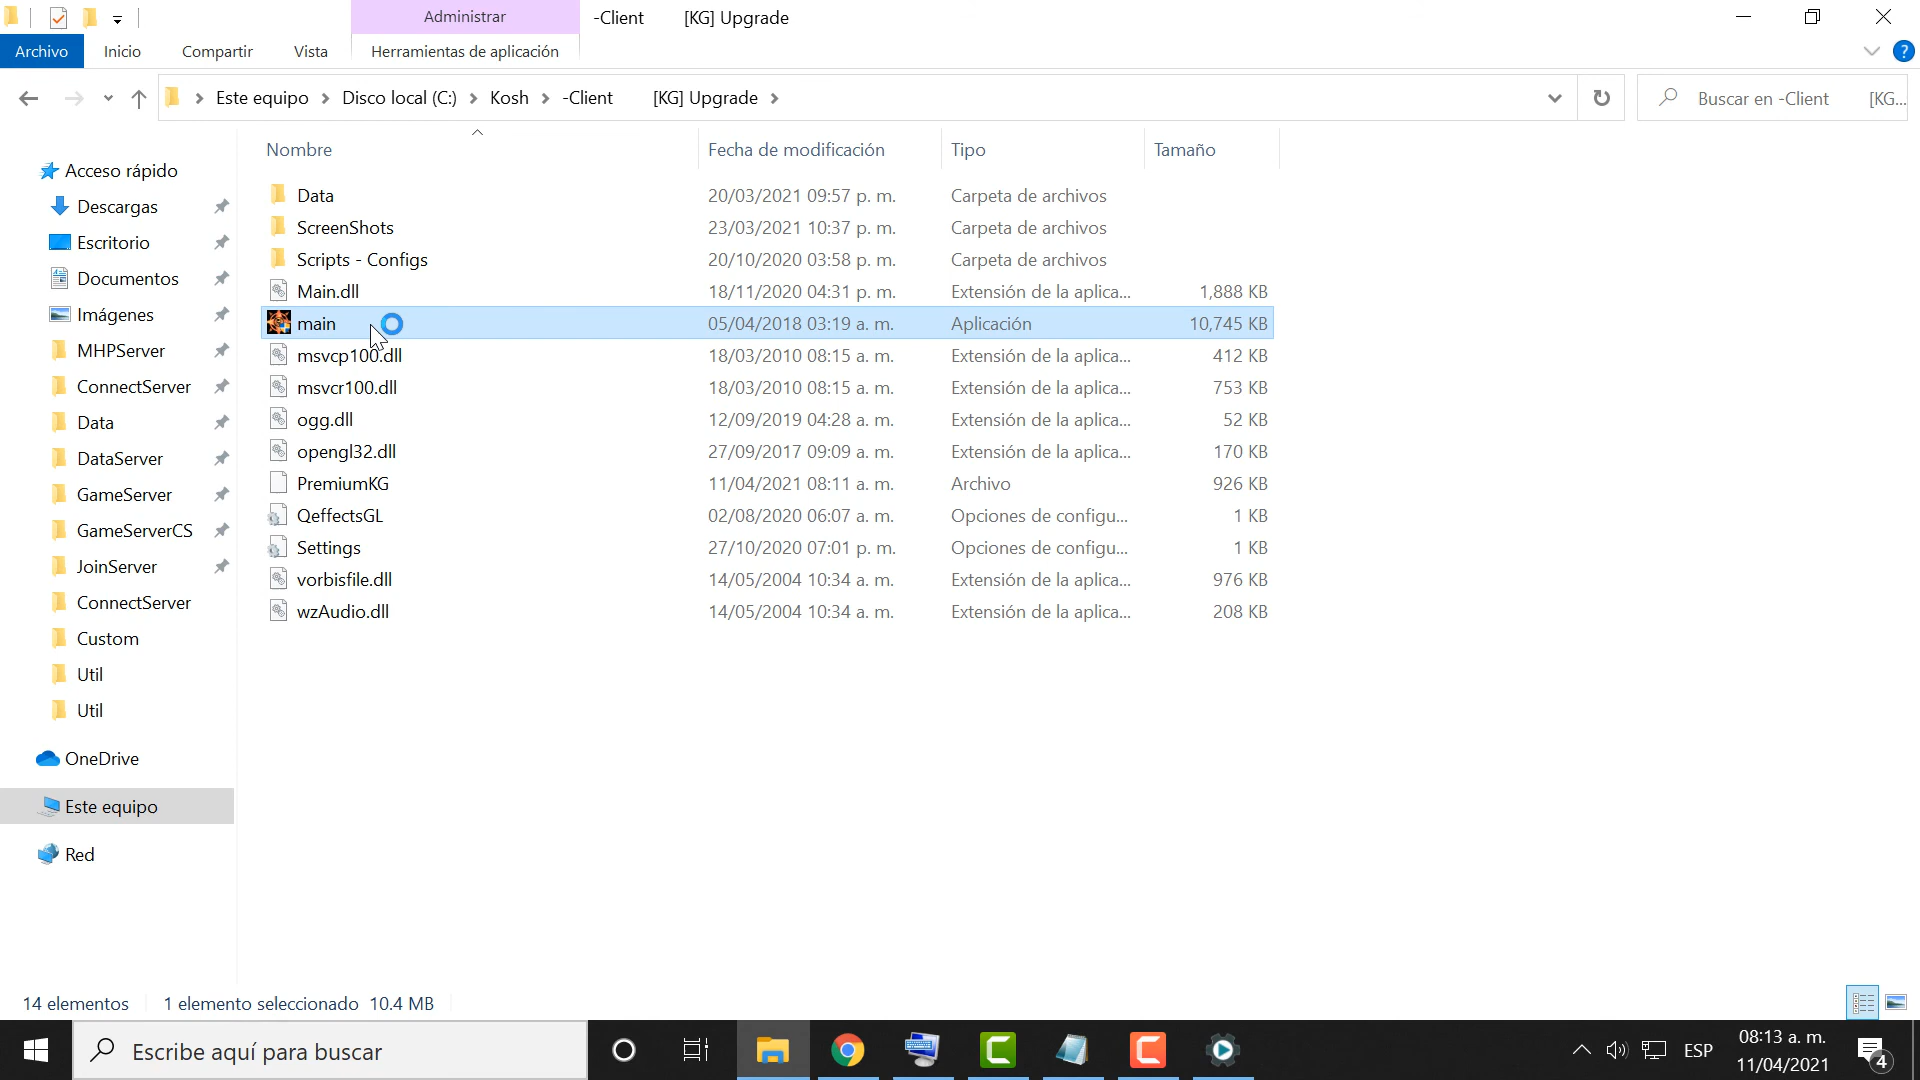 Administrar
-Client [KG] Upgrade
Archivo Inicio Compartir Vista Herramientas de aplicación
Este equipo Disco local (C:) Kosh -Client [KG] Upgrade
Buscar en -Client [KG...
Nombre Fecha de modificación Tipo Tamaño
Acceso rápido
Descargas
Escritorio
Documentos
Imágenes
MHPServer
ConnectServer
Data
DataServer
GameServer
GameServerCS
JoinServer
ConnectServer
Custom
Util
Util
OneDrive
Este equipo
Red
Data 20/03/2021 09:57 p. m. Carpeta de archivos
ScreenShots 23/03/2021 10:37 p. m. Carpeta de archivos
Scripts - Configs 20/10/2020 03:58 p. m. Carpeta de archivos
Main.dll 18/11/2020 04:31 p. m. Extensión de la aplica... 1,888 KB
main 05/04/2018 03:19 a. m. Aplicación 10,745 KB
msvcp100.dll 18/03/2010 08:15 a. m. Extensión de la aplica... 412 KB
msvcr100.dll 18/03/2010 08:15 a. m. Extensión de la aplica... 753 KB
ogg.dll 12/09/2019 04:28 a. m. Extensión de la aplica... 52 KB
opengl32.dll 27/09/2017 09:09 a. m. Extensión de la aplica... 170 KB
PremiumKG 11/04/2021 08:11 a. m. Archivo 926 KB
QeffectsGL 02/08/2020 06:07 a. m. Opciones de configu... 1 KB
Settings 27/10/2020 07:01 p. m. Opciones de configu... 1 KB
vorbisfile.dll 14/05/2004 10:34 a. m. Extensión de la aplica... 976 KB
wzAudio.dll 14/05/2004 10:34 a. m. Extensión de la aplica... 208 KB
14 elementos 1 elemento seleccionado 10.4 MB
Escribe aquí para buscar
ESP
08:13 a. m.
11/04/2021
4